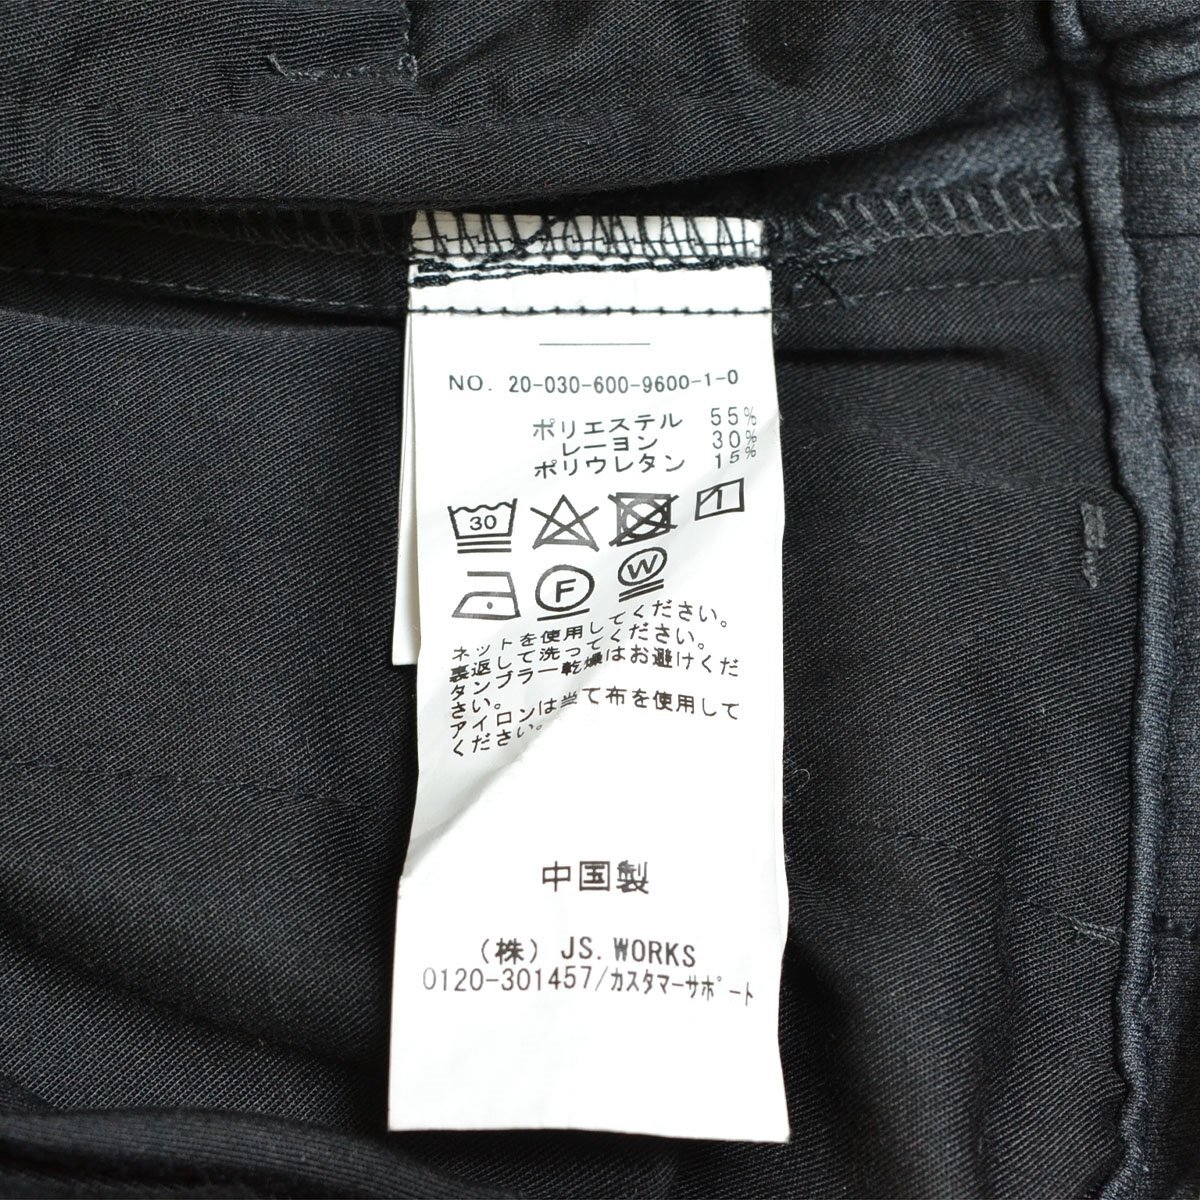 NO. 20-030-600-9600-1-0
ポリエステル 55%
レーヨン 30%
ポリウレタン 15%
30
1
F
W
ネットを使用してください。
裏返して洗ってください。
タンブラー乾燥はお避けくだ
さい。
アイロンは当て布を使用して
ください。
中国製
(株) JS. WORKS
0120-301457/カスタマーサポート